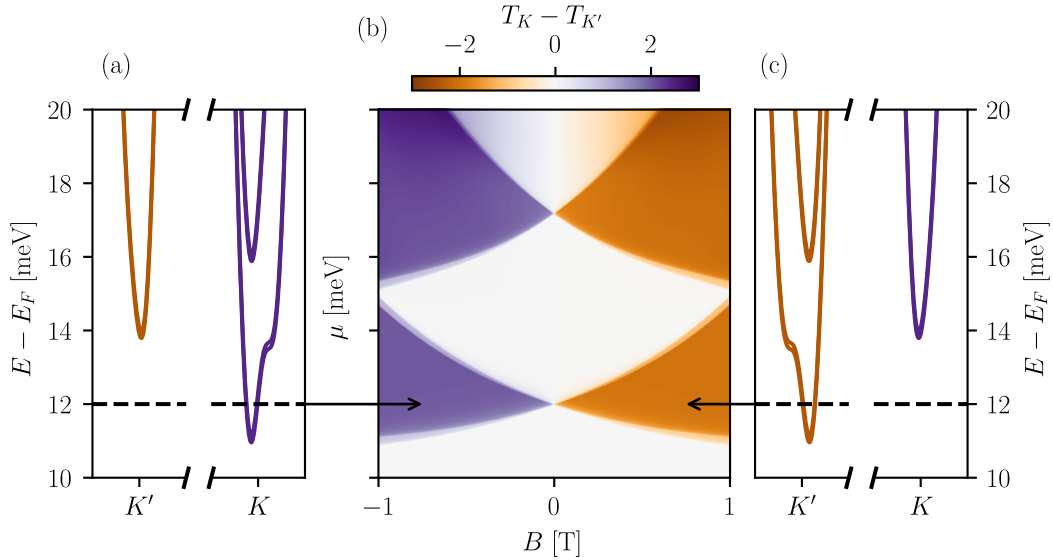 T_K − T_{K'}
(a)
(b)
(c)
−2 0 2
20
18
16
14
12
10
E − E_F [meV]
K'
K
μ [meV]
−1 0 1
B [T]
K'
K
20
18
16
14
12
10
E − E_F [meV]